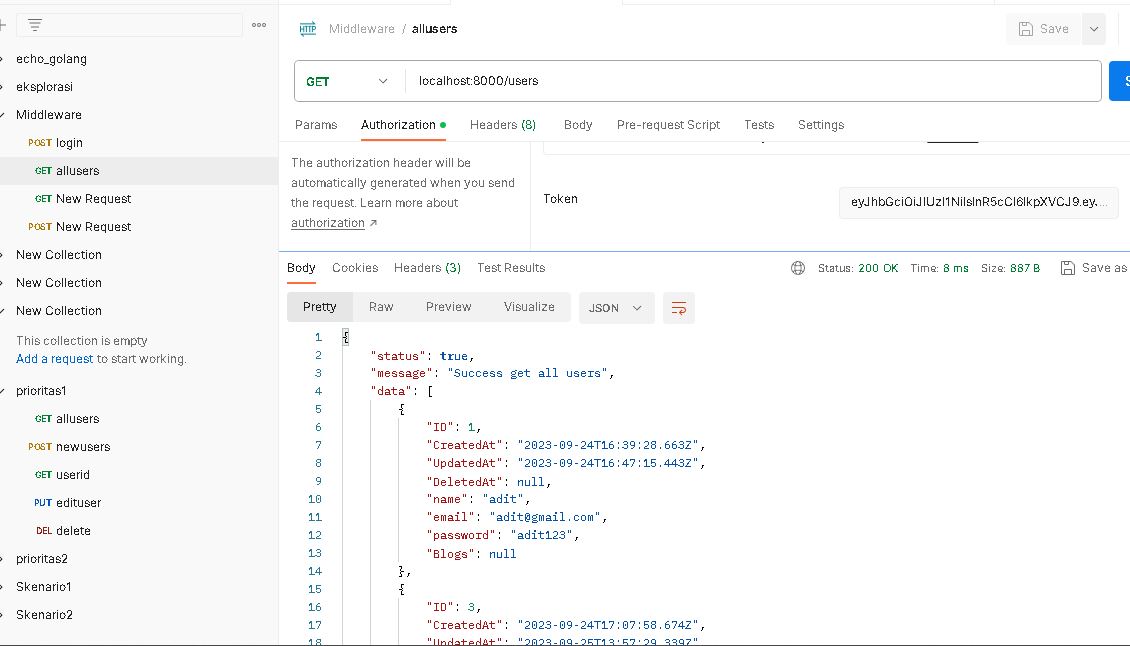 echo_golang
eksplorasi
Middleware
POST login
GET allusers
GET New Request
POST New Request
New Collection
New Collection
New Collection
This collection is empty
Add a request to start working.
prioritas1
GET allusers
POST newusers
GET userid
PUT edituser
DEL delete
prioritas2
Skenario1
Skenario2
HTTP Middleware / allusers
Save
GET localhost:8000/users
Params Authorization Headers (8) Body Pre-request Script Tests Settings
The authorization header will be
automatically generated when you send
the request. Learn more about
authorization ↗
Token
Body Cookies Headers (3) Test Results
Status: 200 OK Time: 8 ms Size: 887 B Save as
Pretty Raw Preview Visualize JSON
1 {
2 "status": true,
3 "message": "Success get all users",
4 "data": [
5 {
6 "ID": 1,
7 "CreatedAt": "2023-09-24T16:39:28.663Z",
8 "UpdatedAt": "2023-09-24T16:47:15.443Z",
9 "DeletedAt": null,
10 "name": "adit",
11 "email": "adit@gmail.com",
12 "password": "adit123",
13 "Blogs": null
14 },
15 {
16 "ID": 3,
17 "CreatedAt": "2023-09-24T17:07:58.674Z",
18 "UpdatedAt": "2023-09-25T13:57:29.339Z"